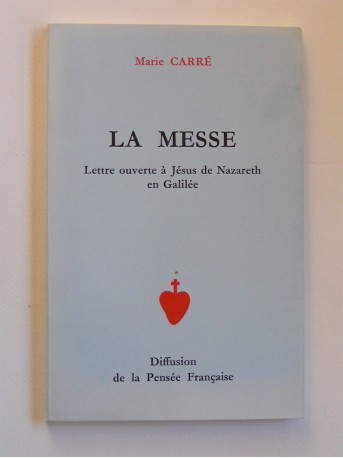 Marie CARRÉ
LA MESSE
Lettre ouverte à Jésus de Nazareth
en Galilée
Diffusion
de la Pensée Française